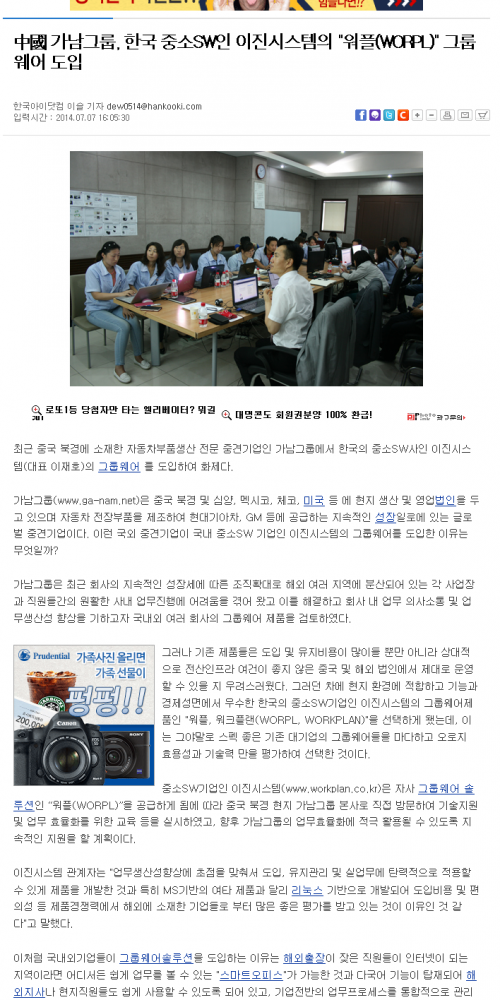 힘들다면!?
中國 가남그룹, 한국 중소SW인 이진시스템의 "워플(WORPL)" 그룹
웨어 도입
한국아이닷컴 이슬 기자 dew0514@hankooki.com
입력시간 : 2014.07.07 16:05:30
로또1등 당첨자만 타는 헬리베이터? 뭐길래!
대명콘도 회원권분양 100% 환급!
광고문의
최근 중국 북경에 소재한 자동차부품생산 전문 중견기업인 가남그룹에서 한국의 중소SW사인 이진시스
템(대표 이재호)의 그룹웨어 를 도입하여 화제다.
가남그룹(www.ga-nam.net)은 중국 북경 및 심양, 멕시코, 체코, 미국 등 에 현지 생산 및 영업법인을 두
고 있으며 자동차 전장부품을 제조하여 현대기아차, GM 등에 공급하는 지속적인 성장일로에 있는 글로
벌 중견기업이다. 이런 국외 중견기업이 국내 중소SW 기업인 이진시스템의 그룹웨어를 도입한 이유는
무엇일까?
가남그룹은 최근 회사의 지속적인 성장세에 따른 조직확대로 해외 여러 지역에 분산되어 있는 각 사업장
과 직원들간의 원활한 사내 업무진행에 어려움을 겪어 왔고 이를 해결하고 회사 내 업무 의사소통 및 업
무생산성 향상을 기하고자 국내외 여러 회사의 그룹웨어 제품을 검토하였다.
Prudential 가족사진 올리면
가족 선물이
펑펑!!
200,000
Canon
SONY
그러나 기존 제품들은 도입 및 유지비용이 많이들 뿐만 아니라 상대적
으로 전산인프라 여건이 좋지 않은 중국 및 해외 법인에서 제대로 운영
할 수 있을 지 우려스러웠다. 그러던 차에 현지 환경에 적합하고 기능과
경제성면에서 우수한 한국의 중소SW기업인 이진시스템의 그룹웨어제
품인 "워플, 워크플랜(WORPL, WORKPLAN)"을 선택하게 됐는데, 이
는 그야말로 스펙 좋은 기존 대기업의 그룹웨어들을 마다하고 오로지
효용성과 기술력 만을 평가하여 선택한 것이다.
중소SW기업인 이진시스템(www.workplan.co.kr)은 자사 그룹웨어 솔
루션인 "워플(WORPL)"을 공급하게 됨에 따라 중국 북경 현지 가남그룹 본사로 직접 방문하여 기술지원
및 업무 효율화를 위한 교육 등을 실시하였고, 향후 가남그룹의 업무효율화에 적극 활용될 수 있도록 지
속적인 지원을 할 계획이다.
이진시스템 관계자는 "업무생산성향상에 초점을 맞춰서 도입, 유지관리 및 실업무에 탄력적으로 적용할
수 있게 제품을 개발한 것과 특히 MS기반의 여타 제품과 달리 리눅스 기반으로 개발되어 도입비용 및 편
의성 등 제품경쟁력에서 해외에 소재한 기업들로 부터 많은 좋은 평가를 받고 있는 것이 이유인 것 같
다"고 말했다.
이처럼 국내외기업들이 그룹웨어솔루션을 도입하는 이유는 해외출장이 잦은 직원들이 인터넷이 되는
지역이라면 어디서든 쉽게 업무를 볼 수 있는 "스마트오피스"가 가능한 것과 다국어 기능이 탑재되어 해
외지사나 현지직원들도 쉽게 사용할 수 있도록 되어 있고, 기업전반의 업무프로세스를 통합적으로 관리